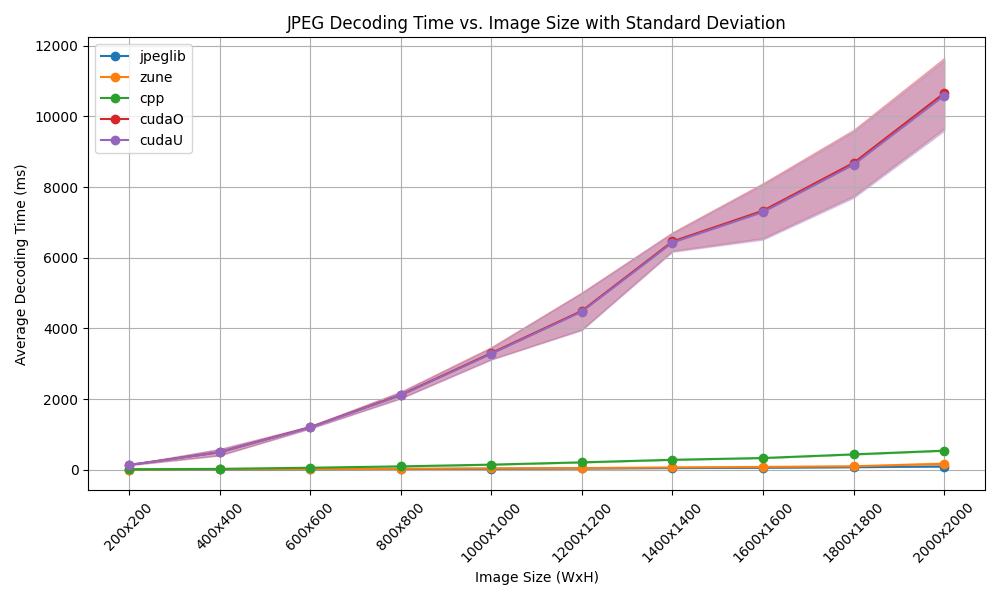 JPEG Decoding Time vs. Image Size with Standard Deviation
jpeglib
zune
cpp
cudaO
cudaU
Average Decoding Time (ms)
12000
10000
8000
6000
4000
2000
0
200x200
400x400
600x600
800x800
1000x1000
1200x1200
1400x1400
1600x1600
1800x1800
2000x2000
Image Size (WxH)